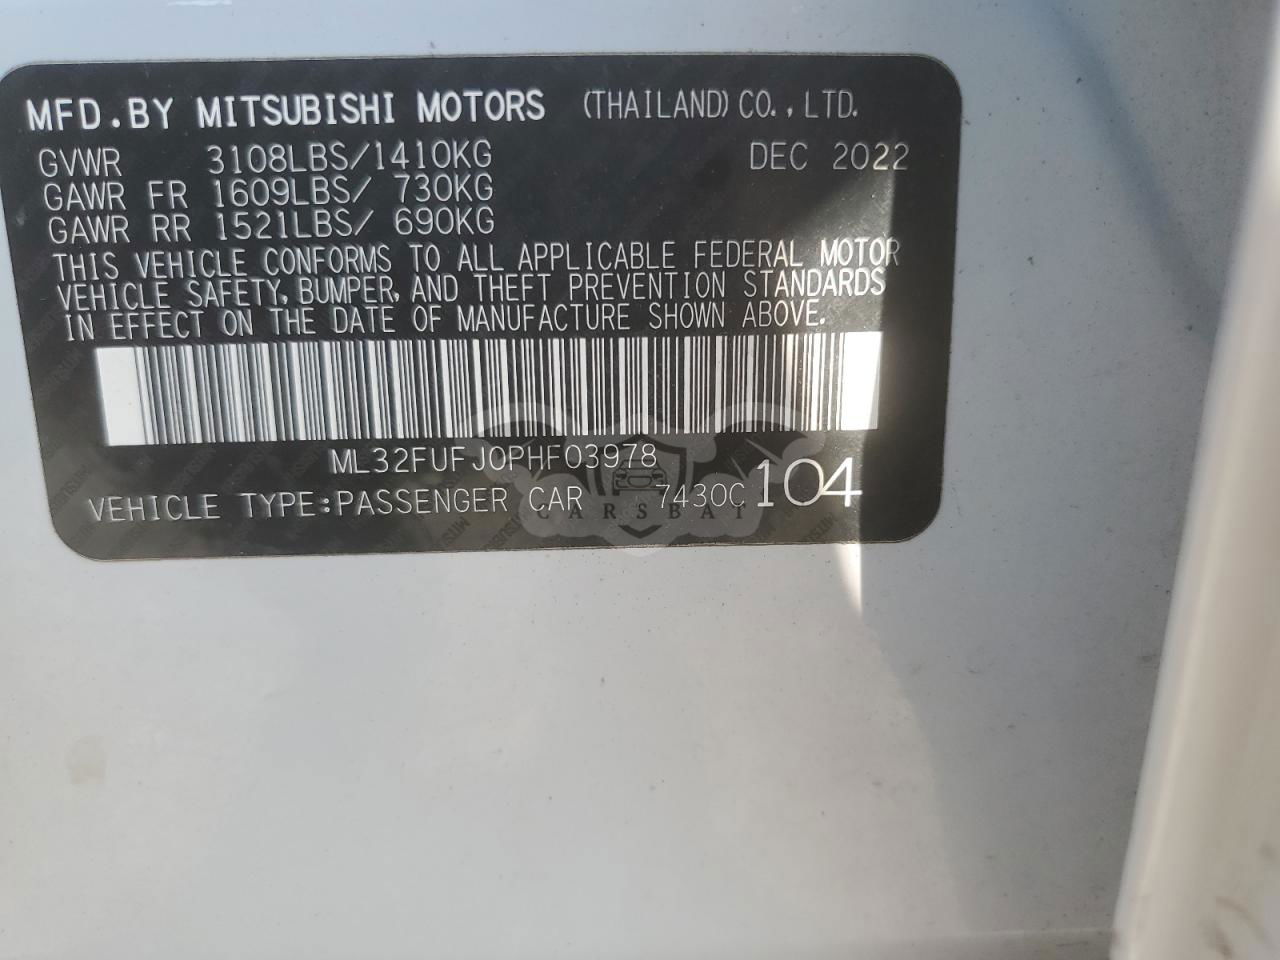 MFD.BY MITSUBISHI MOTORS (THAILAND) CO.,LTD.
GVWR 3108LBS/1410KG DEC 2022
GAWR FR 1609LBS/ 730KG
GAWR RR 1521LBS/ 690KG
THIS VEHICLE CONFORMS TO ALL APPLICABLE FEDERAL MOTOR
VEHICLE SAFETY, BUMPER, AND THEFT PREVENTION STANDARDS
IN EFFECT ON THE DATE OF MANUFACTURE SHOWN ABOVE.
ML32FUFJ0PHF03978
VEHICLE TYPE:PASSENGER CAR 7430C 104
CARSBAT